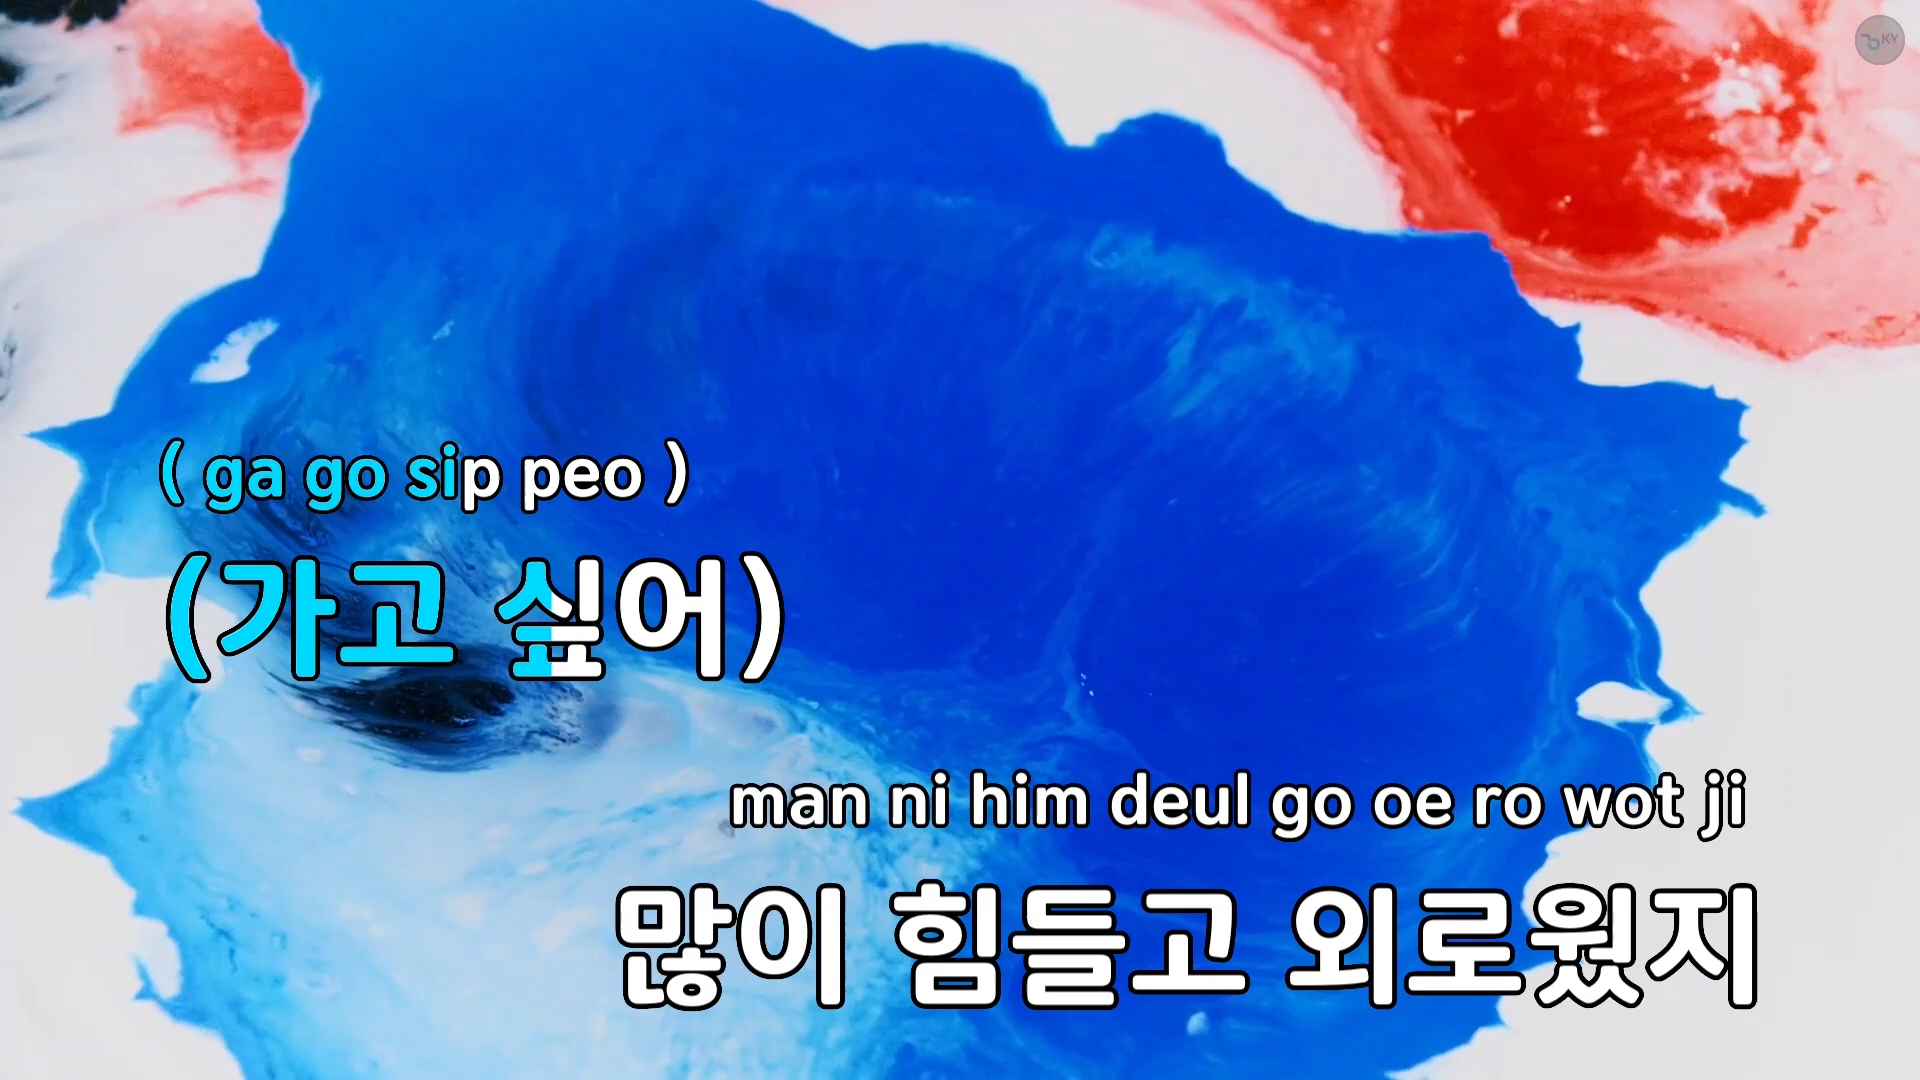 KY
( ga go sip peo )
(가고 싶어)
man ni him deul go oe ro wot ji
많이 힘들고 외로웠지